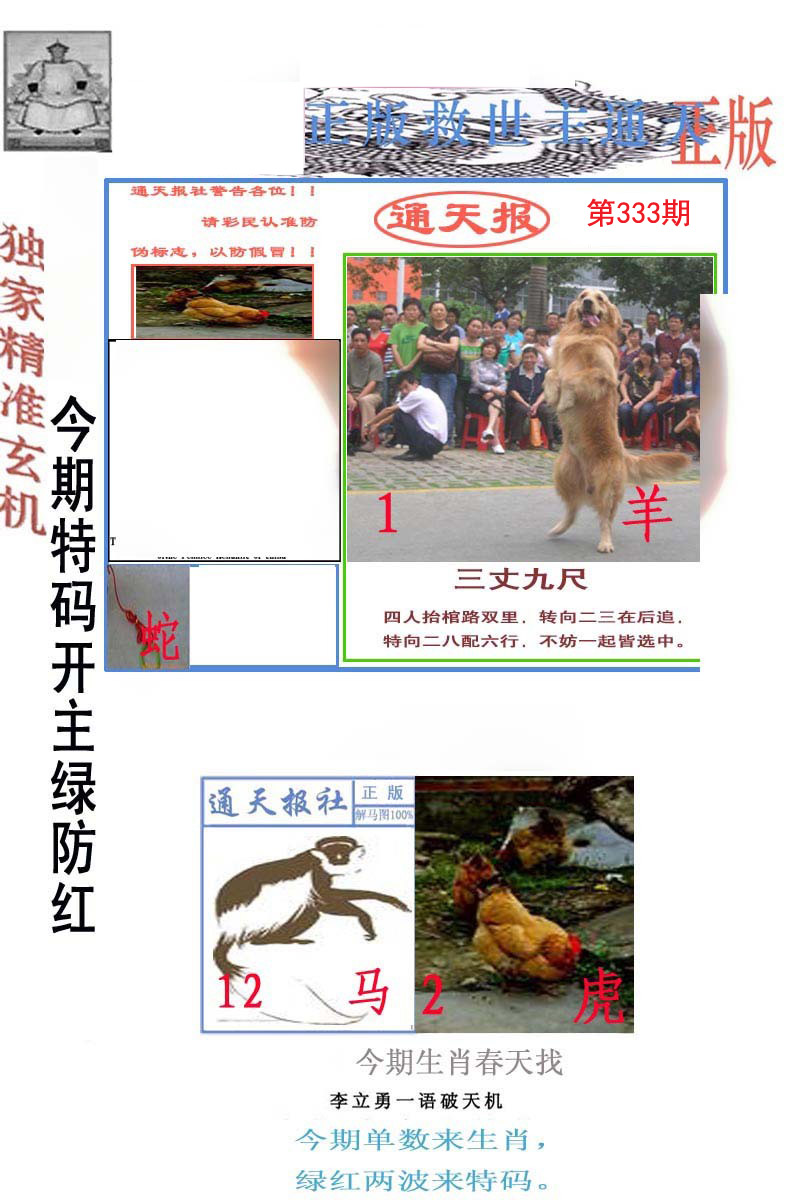 正版救世主通天
正版
通天报社警告各位！！
请彩民认准防
伪标志，以防假冒！！
通天报
第333期
独家精准玄机
今期特码开主绿防红
1
羊
T
蛇
三丈九尺
四人抬棺路双里，转向二三在后追，
特向二八配六行，不妨一起皆选中。
通天报社
正版
解马图100%
12
马
2
虎
今期生肖春天找
李立勇一语破天机
今期单数来生肖，
绿红两波来特码。